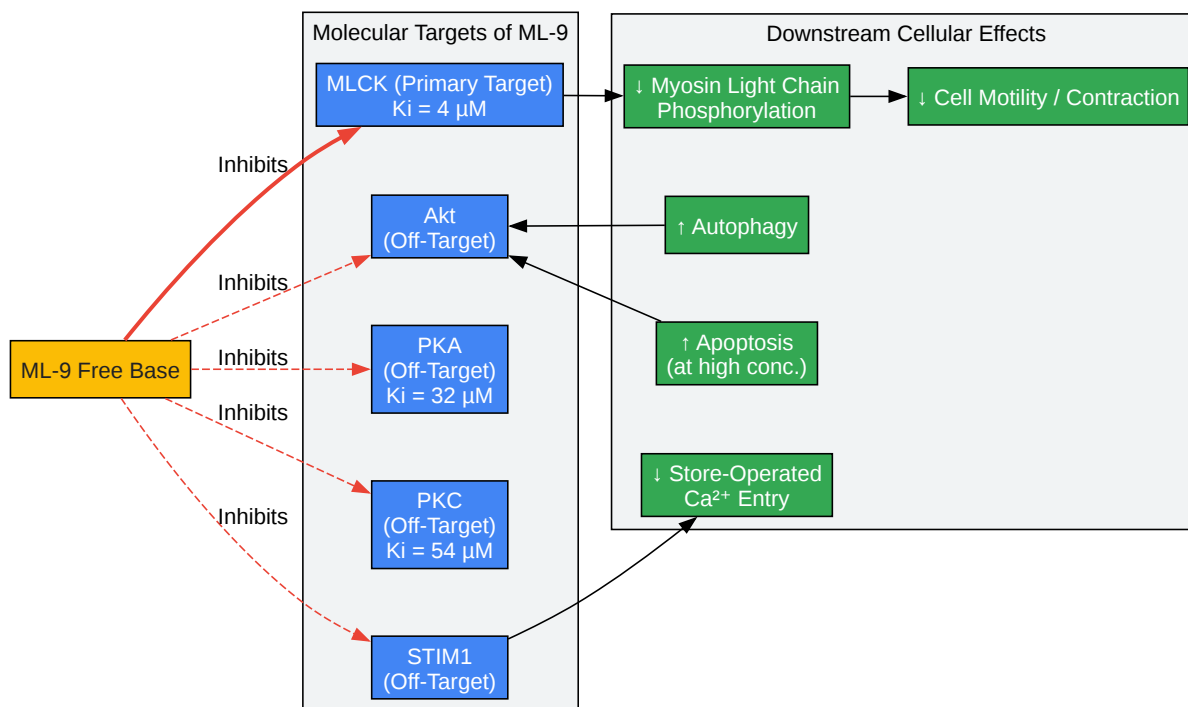 Molecular Targets of ML-9
Downstream Cellular Effects
MLCK (Primary Target)
Ki = 4 µM
↓ Myosin Light Chain
Phosphorylation
↓ Cell Motility / Contraction
Inhibits
Akt
(Off-Target)
↑ Autophagy
Inhibits
ML-9 Free Base
Inhibits
PKA
(Off-Target)
Ki = 32 µM
↑ Apoptosis
(at high conc.)
Inhibits
PKC
(Off-Target)
Ki = 54 µM
↓ Store-Operated
Ca²⁺ Entry
Inhibits
STIM1
(Off-Target)